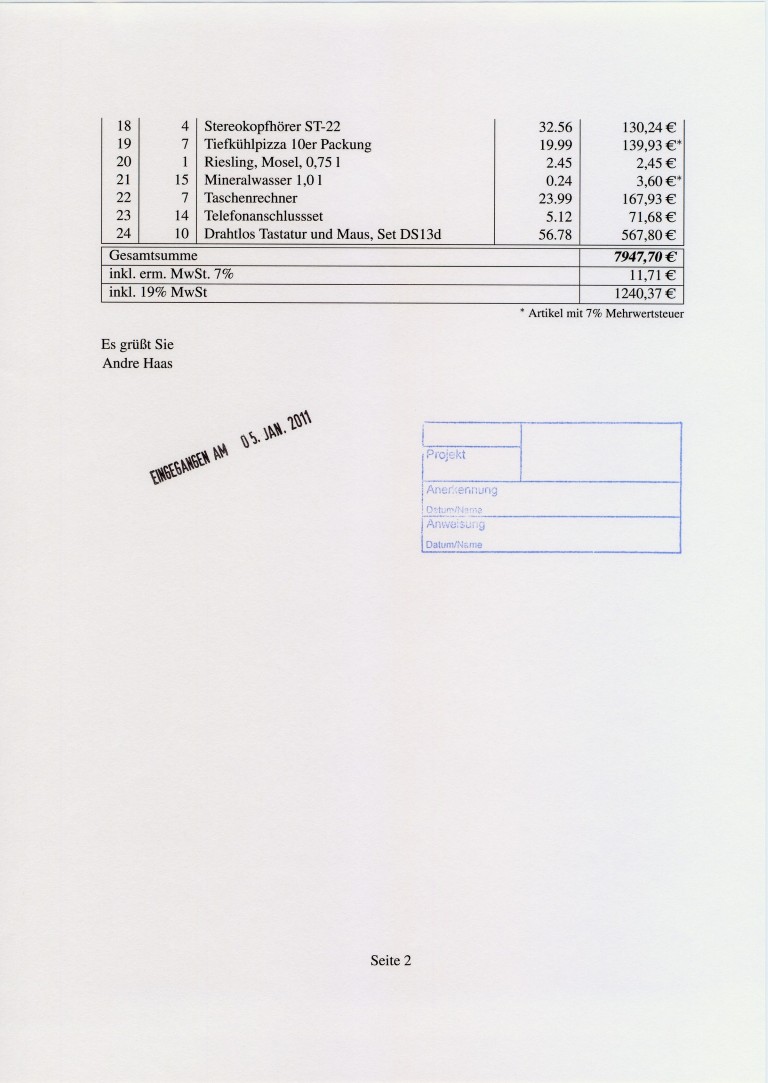 18 4 Stereokopfhörer ST-22 32.56 130,24 €
19 7 Tiefkühlpizza 10er Packung 19.99 139,93 €*
20 1 Riesling, Mosel, 0,75 l 2.45 2,45 €
21 15 Mineralwasser 1,0 l 0.24 3,60 €*
22 7 Taschenrechner 23.99 167,93 €
23 14 Telefonanschlussset 5.12 71,68 €
24 10 Drahtlos Tastatur und Maus, Set DS13d 56.78 567,80 €
Gesamtsumme 7947,70 €
inkl. erm. MwSt. 7% 11,71 €
inkl. 19% MwSt 1240,37 €
* Artikel mit 7% Mehrwertsteuer
Es grüßt Sie
Andre Haas
EINGEGANGEN AM 05. JAN. 2011
Projekt
Anerkennung
Datum/Name
Anweisung
Datum/Name
Seite 2